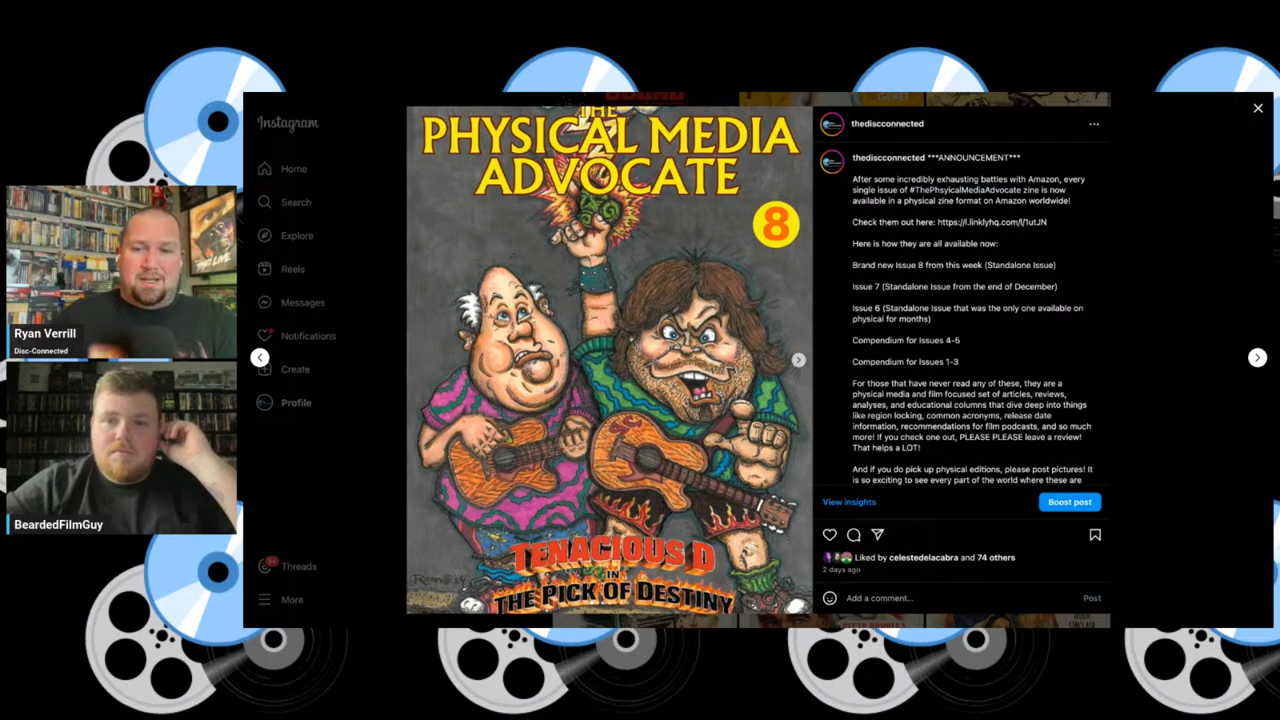 Instagram
Home
Search
Explore
Reels
Messages
Notifications
Create
Profile
Threads
More
Ryan Verrill
Disc-Connected
BeardedFilmGuy
THE
PHYSICAL MEDIA
ADVOCATE
8
TENACIOUS D
IN
THE PICK OF DESTINY
thediscconnected
thediscconnected ***ANNOUNCEMENT***
After some incredibly exhausting battles with Amazon, every
single issue of #ThePhsyicalMediaAdvocate zine is now
available in a physical zine format on Amazon worldwide!
Check them out here: https://l.linklyhq.com/l/1utJN
Here is how they are all available now:
Brand new Issue 8 from this week (Standalone Issue)
Issue 7 (Standalone Issue from the end of December)
Issue 6 (Standalone Issue that was the only one available on
physical for months)
Compendium for Issues 4-5
Compendium for Issues 1-3
For those that have never read any of these, they are a
physical media and film focused set of articles, reviews,
analyses, and educational columns that dive deep into things
like region locking, common acronyms, release date
information, recommendations for film podcasts, and so much
more! If you check one out, PLEASE PLEASE leave a review!
That helps a LOT!
And if you do pick up physical editions, please post pictures! It
is so exciting to see every part of the world where these are
View insights
Boost post
Liked by celestedelacabra and 74 others
2 days ago
Add a comment...
Post